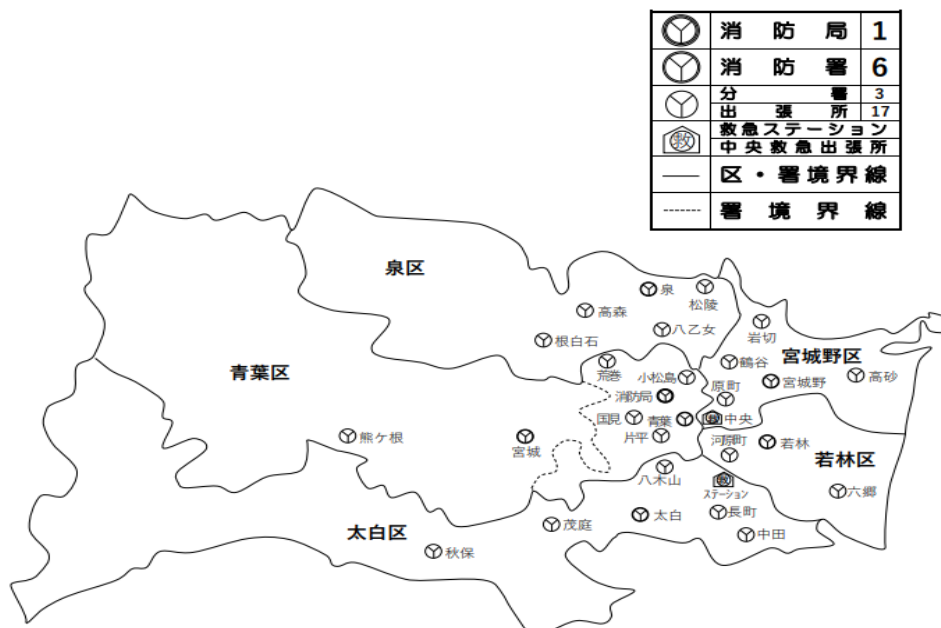 消防局 1
消防署 6
分署 3
出張所 17
救急ステーション
中央救急出張所
区・署境界線
署境界線
泉区
泉
松陵
高森
八乙女
岩切
根白石
宮城野区
鶴谷
荒巻
青葉区
小松島
宮城野
高砂
消防局
原町
国見
青葉
救
中央
熊ケ根
宮城
片平
河原町
若林
若林区
八木山
救
ステーション
六郷
太白区
茂庭
太白
長町
中田
秋保